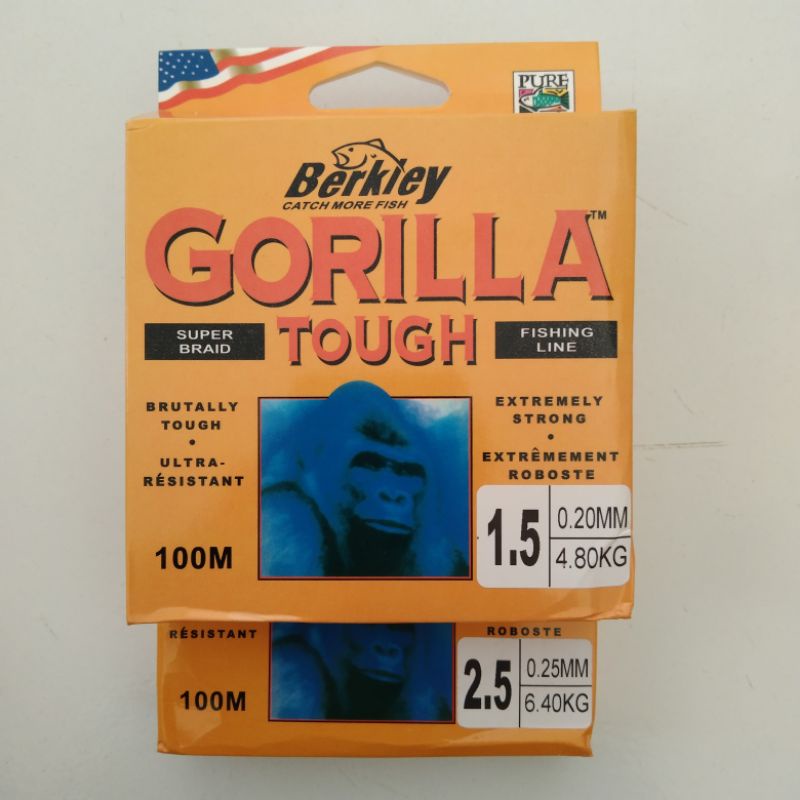 PURE
Berkley
CATCH MORE FISH
GORILLA™
SUPER
BRAID
TOUGH
FISHING
LINE
BRUTALLY
TOUGH
•
ULTRA-
RÉSISTANT
EXTREMELY
STRONG
•
EXTRÊMEMENT
ROBOSTE
100M
1.5
0.20MM
4.80KG
RÉSISTANT
ROBOSTE
100M
2.5
0.25MM
6.40KG